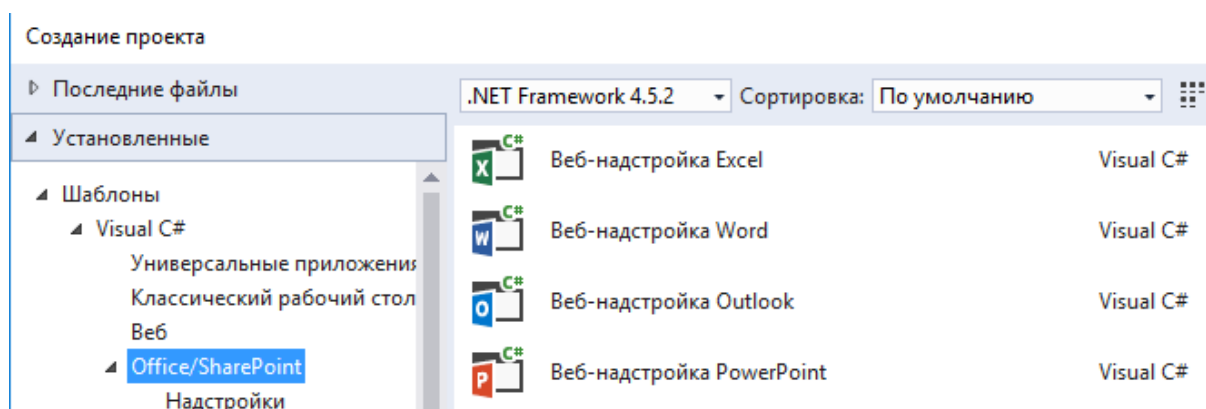 Создание проекта
Последние файлы
.NET Framework 4.5.2 Сортировка: По умолчанию
Установленные
Шаблоны
Visual C#
Универсальные приложения
Классический рабочий стол
Веб
Office/SharePoint
Надстройки
C# X Веб-надстройка Excel Visual C#
C# W Веб-надстройка Word Visual C#
C# o Веб-надстройка Outlook Visual C#
C# P Веб-надстройка PowerPoint Visual C#